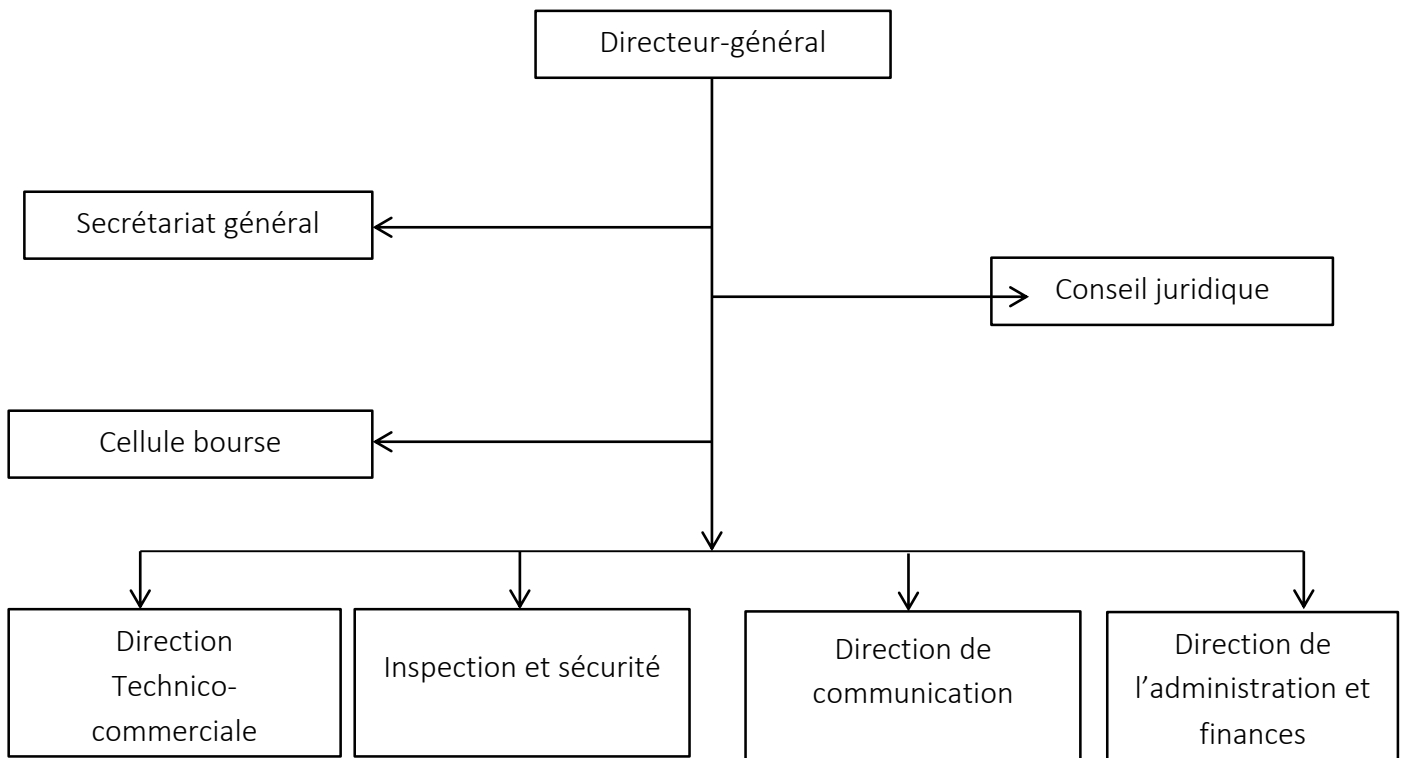 Directeur-général
Secrétariat général
Conseil juridique
Cellule bourse
Direction
Technico-
commerciale
Inspection et sécurité
Direction de
communication
Direction de
l’administration et
finances